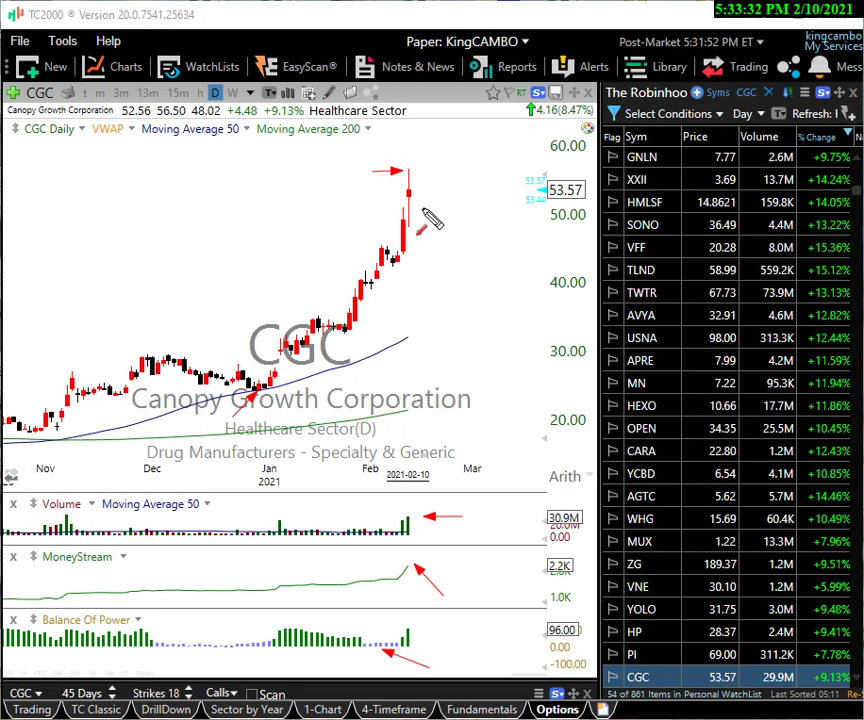 TC2000 ® Version 20.0.7541.25634
5:33:32 PM 2/10/2021
File Tools Help
Paper: KingCAMBO
Post-Market 5:31:52 PM ET
kingcambo
My Services
New Charts WatchLists EasyScan® Notes & News Reports Alerts Library Trading Mess
CGC t m 3m 13m 15m h D W
RT S
Canopy Growth Corporation 52.56 56.50 48.02 +4.48 +9.13% Healthcare Sector
4.16(8.47%)
CGC Daily VWAP Moving Average 50 Moving Average 200
60.00
53.57
53.57
53.44
50.00
40.00
30.00
20.00
CGC
Canopy Growth Corporation
Healthcare Sector(D)
Drug Manufacturers - Specialty & Generic
Nov Dec Jan Feb Mar
2021 2021-02-10
Arith
X Volume Moving Average 50
30.9M
0.00
X MoneyStream
2.2K
1.0K
X Balance Of Power
96.00
0.00
-100.00
CGC 45 Days Strikes 18 Calls Scan
Trading TC Classic DrillDown Sector by Year 1-Chart 4-Timeframe Fundamentals Options
The Robinhoo Syms CGC
Select Conditions Day Refresh:
Flag Sym Price Volume % Change
GNLN 7.77 2.6M +9.75%
XXII 3.69 13.7M +14.24%
HMLSF 14.8621 159.8K +14.05%
SONO 36.49 4.4M +13.22%
VFF 20.28 8.0M +15.36%
TLND 58.99 559.2K +15.12%
TWTR 67.73 73.9M +13.13%
AVYA 32.91 4.6M +12.82%
USNA 98.00 313.3K +12.44%
APRE 7.99 4.2M +11.59%
MN 7.22 95.3K +11.94%
HEXO 10.66 17.7M +11.86%
OPEN 34.35 25.5M +10.45%
CARA 22.80 1.2M +12.43%
YCBD 6.54 4.1M +10.85%
AGTC 5.62 5.7M +14.46%
WHG 15.69 60.4K +10.49%
MUX 1.22 13.3M +7.96%
ZG 189.37 1.2M +9.51%
VNE 30.10 1.2M +5.99%
YOLO 31.75 3.0M +9.48%
HP 28.37 2.4M +9.41%
PI 69.00 311.2K +7.78%
CGC 53.57 29.9M +9.13%
54 of 861 Items in Personal WatchList Last Sorted 05:11